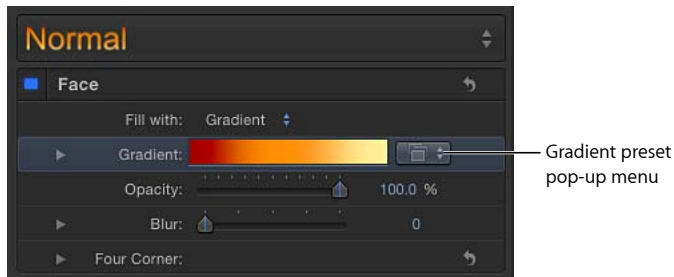 Normal
Face
Fill with: Gradient
Gradient:
Gradient preset
pop-up menu
Opacity: 100.0 %
Blur: 0
Four Corner: